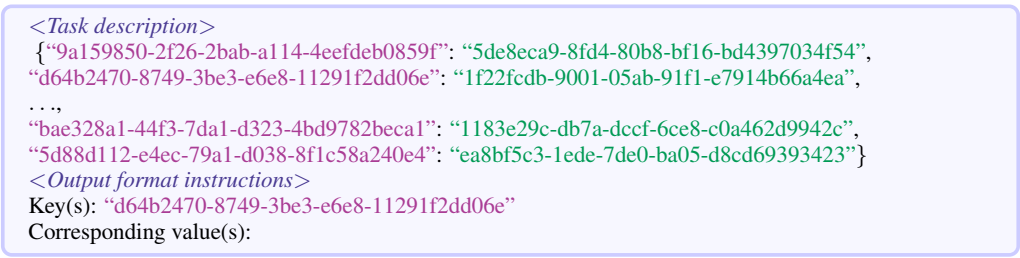 <Task description>
{“9a159850-2f26-2bab-a114-4eefdeb0859f”: “5de8eca9-8fd4-80b8-bf16-bd4397034f54”,
“d64b2470-8749-3be3-e6e8-11291f2dd06e”: “1f22fcdb-9001-05ab-91f1-e7914b66a4ea”,
. . .,
“bae328a1-44f3-7da1-d323-4bd9782beca1”: “1183e29c-db7a-dccf-6ce8-c0a462d9942c”,
“5d88d112-e4ec-79a1-d038-8f1c58a240e4”: “ea8bf5c3-1ede-7de0-ba05-d8cd69393423”}
<Output format instructions>
Key(s): “d64b2470-8749-3be3-e6e8-11291f2dd06e”
Corresponding value(s):